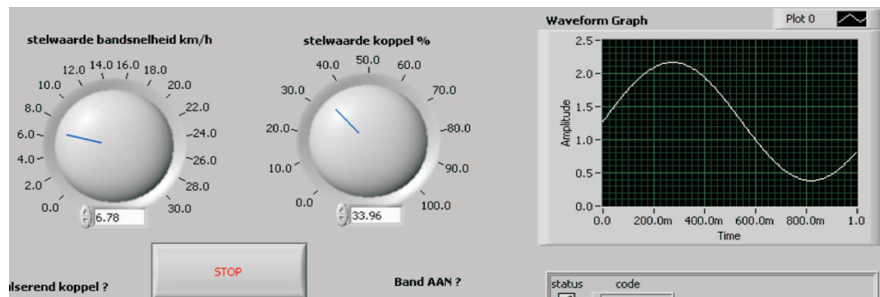 stelwaarde bandsnelheid km/h
0.0
2.0
4.0
6.0
8.0
10.0
12.0 14.0 16.0 18.0
20.0
22.0
24.0
26.0
28.0
30.0
6.78
stelwaarde koppel %
0.0
10.0
20.0
30.0
40.0
50.0
60.0
70.0
80.0
90.0
100.0
33.96
Waveform Graph
Plot 0
Amplitude
2.5
2.0
1.5
1.0
0.5
0.0
0.0 200.0m 400.0m 600.0m 800.0m 1.0
Time
STOP
ulserend koppel ?
Band AAN ?
status code